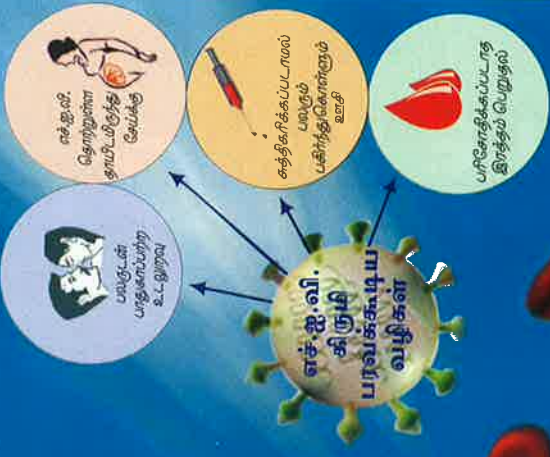 எச்.ஐ.வி.
கிருமி
பரவக்கூடிய
வழிகள்
பலருடன்
பாதுகாப்பற்ற
உடலுறவு
எச்.ஐ.வி.
தொற்றுள்ள
தாயிடமிருந்து
சேய்க்கு
சுத்திகரிக்கப்படாமல்
பலரும்
பகிர்ந்துகொள்ளும்
ஊசி
பரிசோதிக்கப்படாத
இரத்தம் பெறுதல்